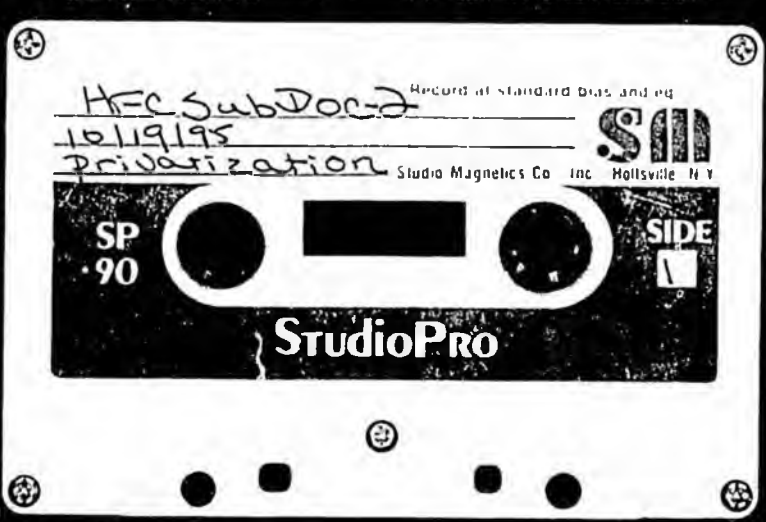 HFC SubDoc-2
Record at standard bias and eq
10/19/95
Privatization
SM
Studio Magnetics Co Inc Hollsville N Y
SP
90
SIDE
1
StudioPro